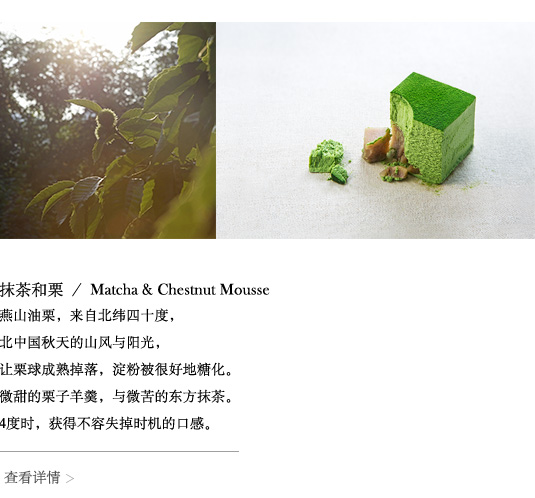 抹茶和栗 / Matcha & Chestnut Mousse
燕山油栗，来自北纬四十度，
北中国秋天的山风与阳光，
让栗球成熟掉落，淀粉被很好地糖化。
微甜的栗子羊羹，与微苦的东方抹茶。
4度时，获得不容失掉时机的口感。
查看详情 >